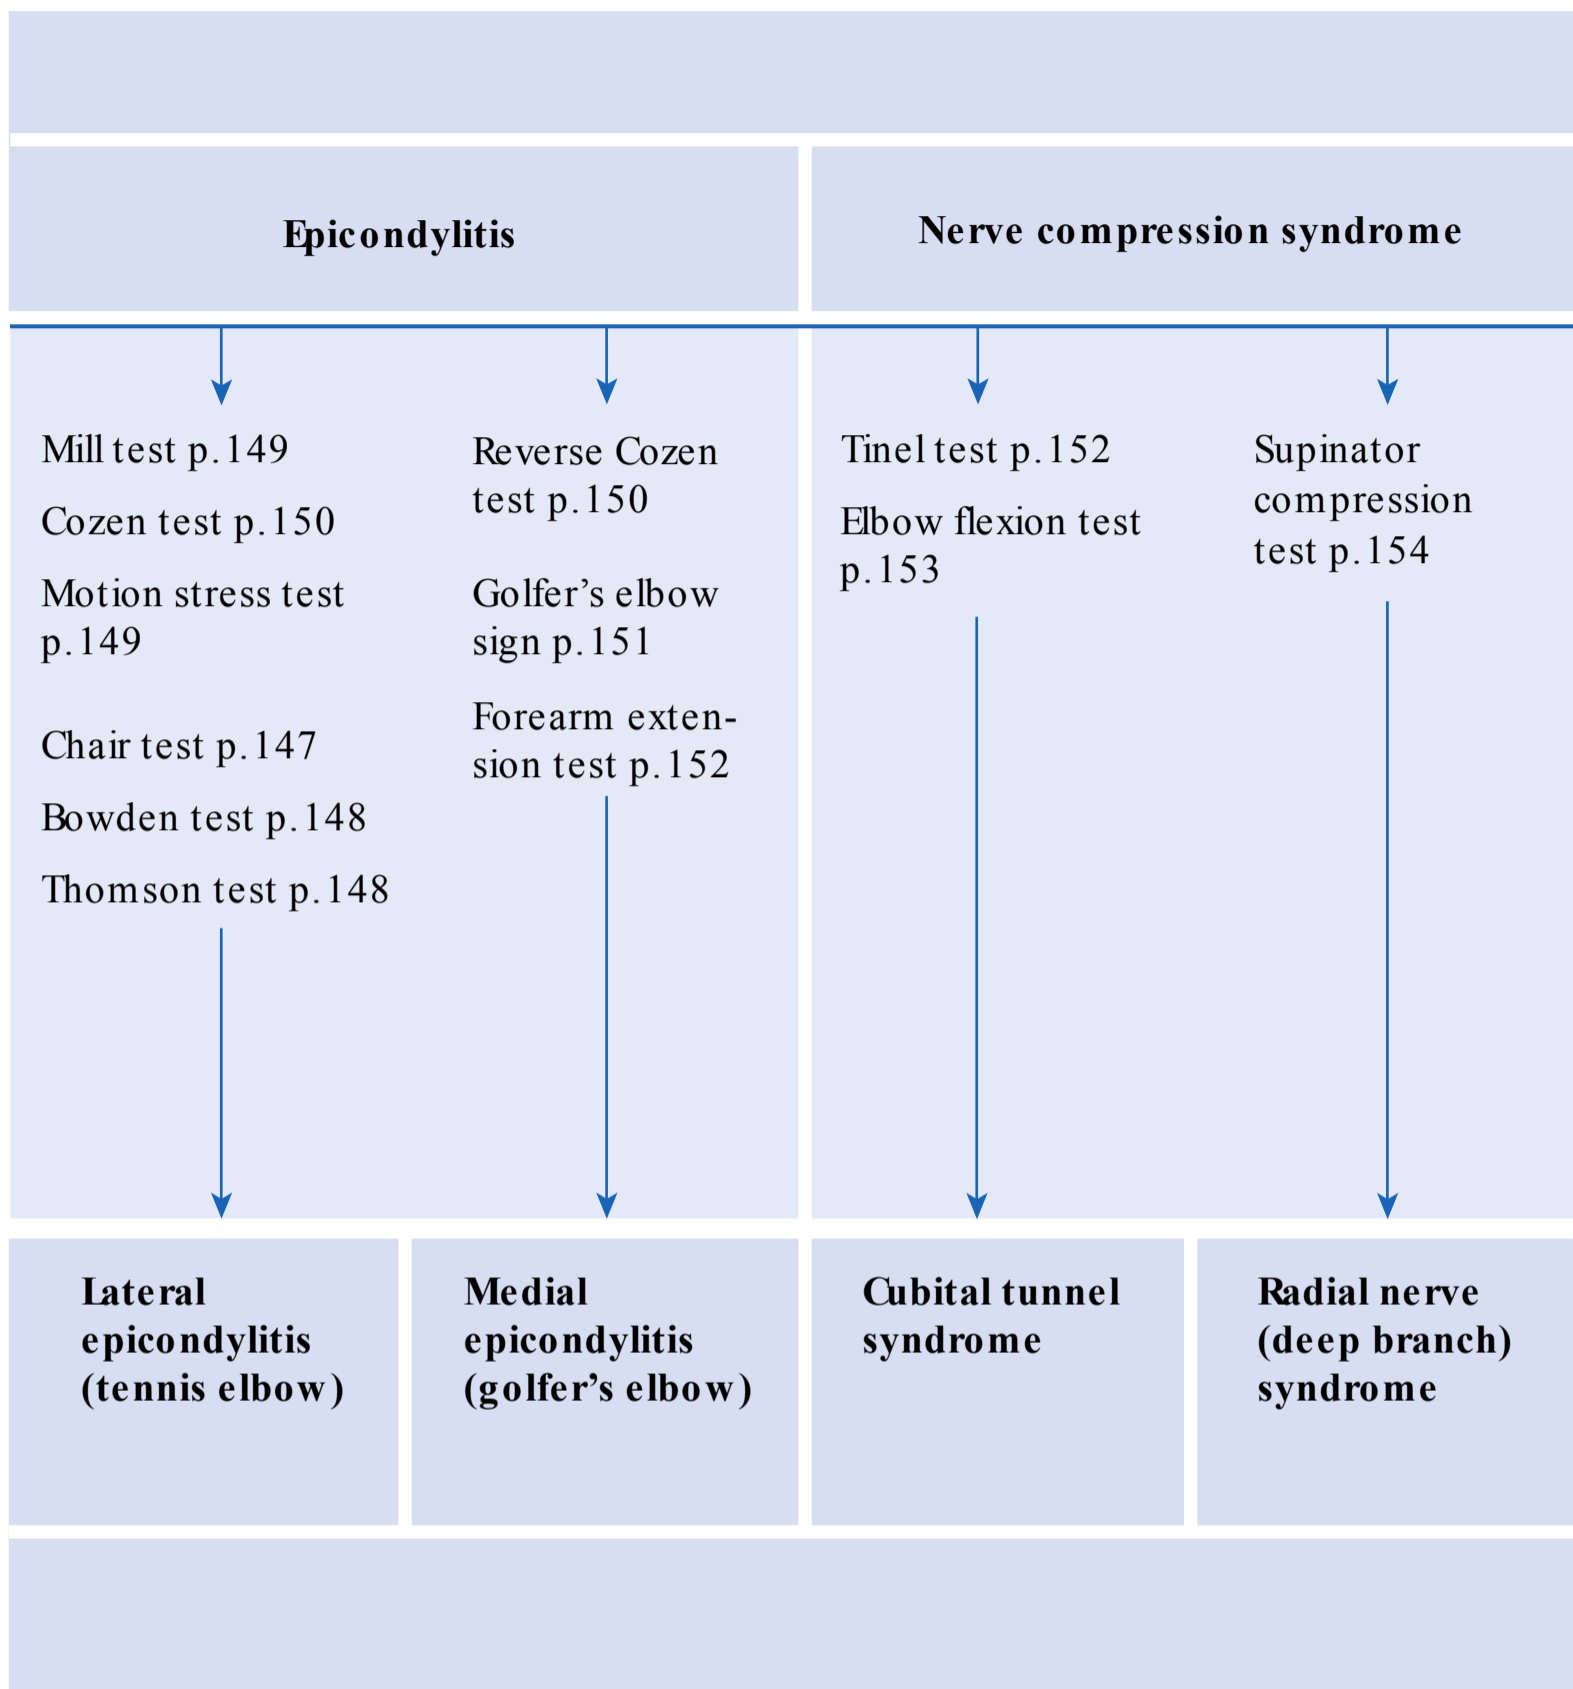 Epicondylitis
Nerve compression syndrome
Mill test p.149
Cozen test p.150
Motion stress test
p.149
Chair test p.147
Bowden test p.148
Thomson test p.148
Reverse Cozen
test p.150
Golfer’s elbow
sign p.151
Forearm exten-
sion test p.152
Tinel test p.152
Elbow flexion test
p.153
Supinator
compression
test p.154
Lateral
epicondylitis
(tennis elbow)
Medial
epicondylitis
(golfer’s elbow)
Cubital tunnel
syndrome
Radial nerve
(deep branch)
syndrome